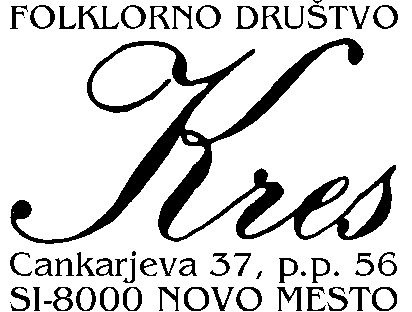 FOLKLORNO DRUŠTVO
Kres
Cankarjeva 37, p.p. 56
SI-8000 NOVO MESTO